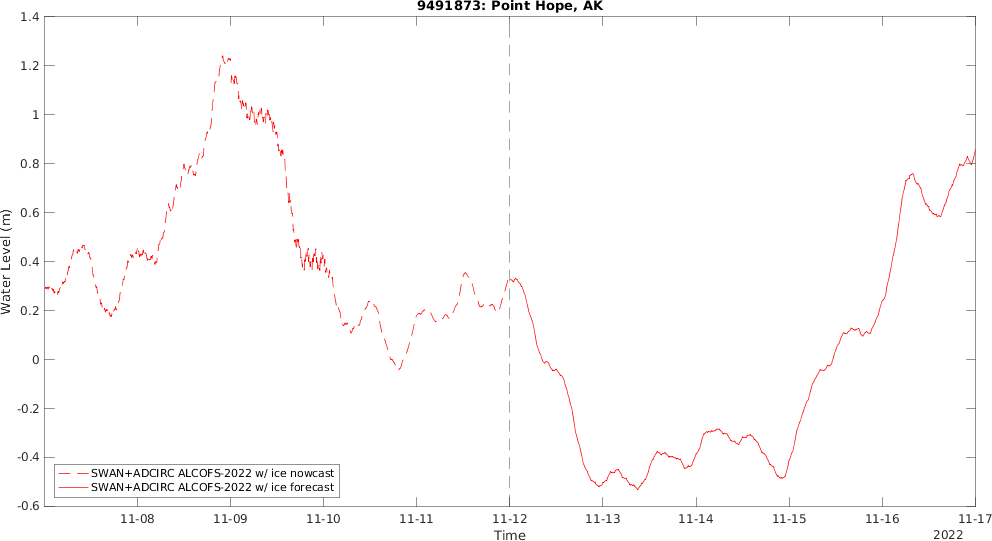 9491873: Point Hope, AK
1.4
1.2
1
0.8
0.6
0.4
0.2
0
-0.2
-0.4
-0.6
Water Level (m)
SWAN+ADCIRC ALCOFS-2022 w/ ice nowcast
SWAN+ADCIRC ALCOFS-2022 w/ ice forecast
11-08 11-09 11-10 11-11 11-12 11-13 11-14 11-15 11-16 11-17
Time
2022